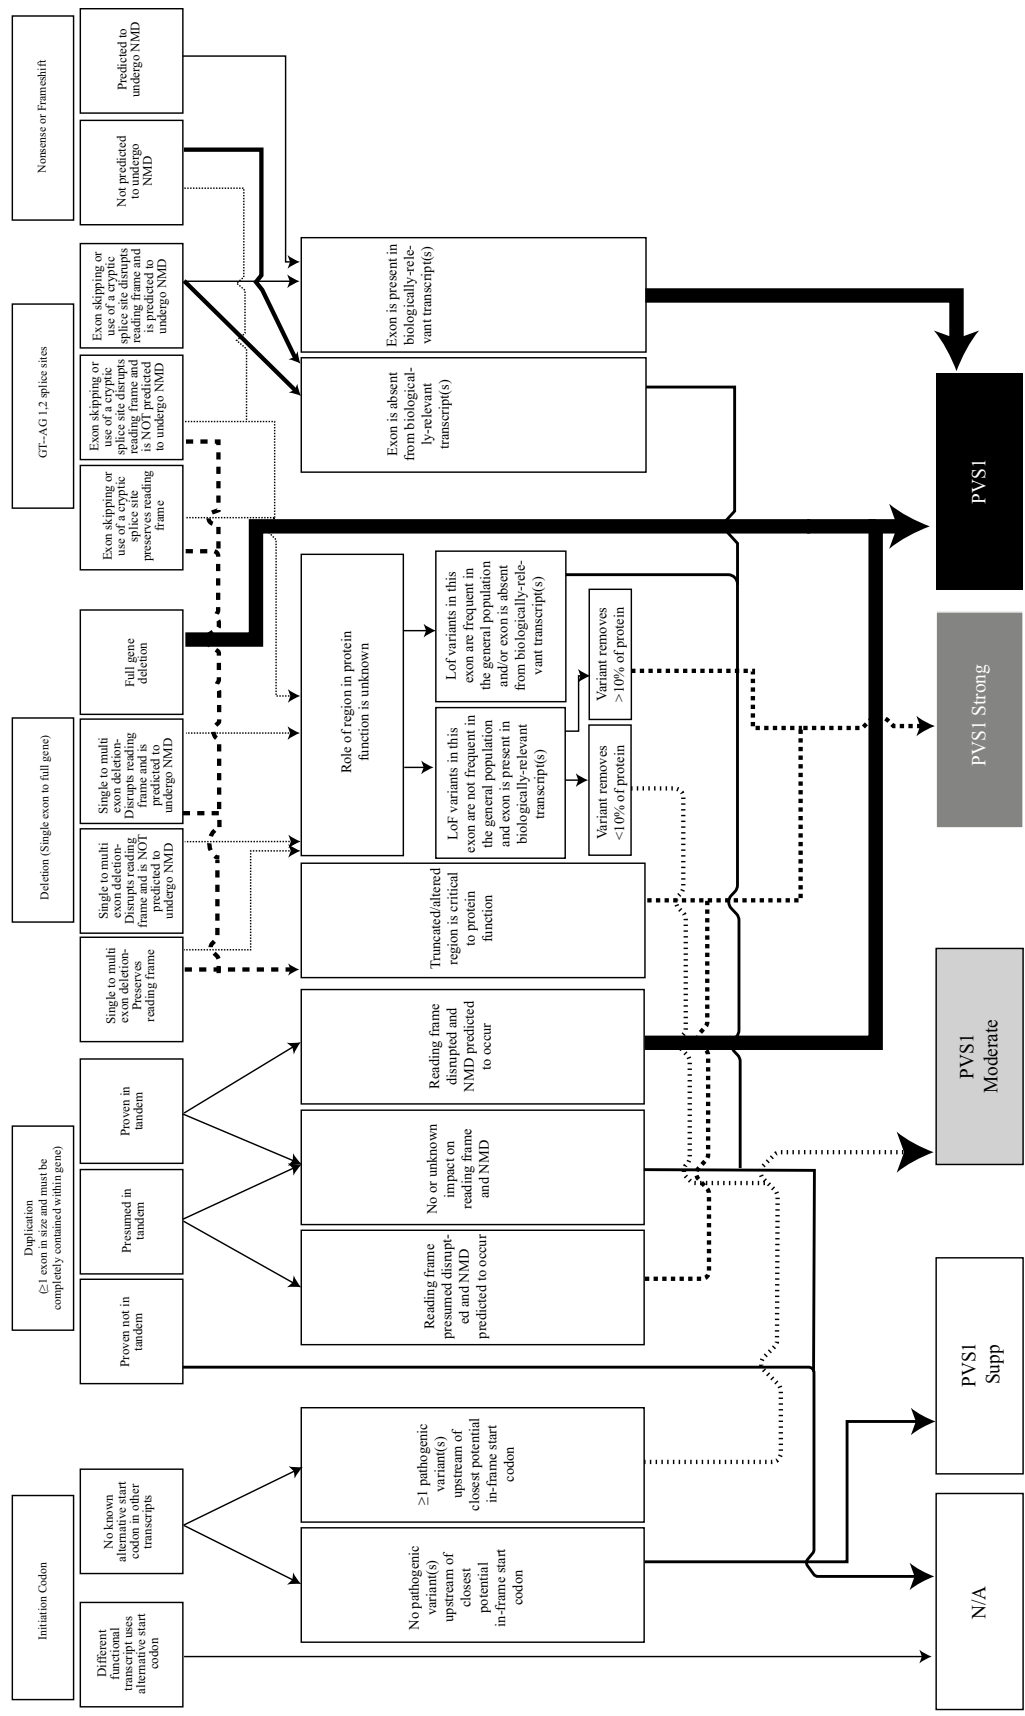 Nonsense or Frameshift
Predicted to
undergo NMD
Not predicted
to undergo
NMD
GT--AG 1,2 splice sites
Exon skipping or
use of a cryptic
splice site disrupts
reading frame and
is predicted to
undergo NMD
Exon skipping or
use of a cryptic
splice site disrupts
reading frame and
is NOT predicted
to undergo NMD
Exon skipping or
use of a cryptic
splice site
preserves reading
frame
Deletion (Single exon to full gene)
Full gene
deletion
Single to multi
exon deletion-
Disrupts reading
frame and is
predicted to
undergo NMD
Single to multi
exon deletion-
Disrupts reading
frame and is NOT
predicted to
undergo NMD
Single to multi
exon deletion-
Preserves
reading frame
Duplication
(≥1 exon in size and must be
completely contained within gene)
Proven in
tandem
Presumed in
tandem
Proven not in
tandem
Initiation Codon
No known
alternative start
codon in other
transcripts
Different
functional
transcript uses
alternative start
codon
Exon is present in
biologically-rele-
vant transcript(s)
Exon is absent
from biological-
ly-relevant
transcript(s)
Role of region in protein
function is unknown
Lof variants in this
exon are frequent in
the general population
and/or exon is absent
from biologically-rele-
vant transcript(s)
LoF variants in this
exon are not frequent in
the general population
and exon is present in
biologically-relevant
transcript(s)
Variant removes
>10% of protein
Variant removes
<10% of protein
Truncated/altered
region is critical
to protein
function
Reading frame
disrupted and
NMD predicted
to occur
No or unknown
impact on
reading frame
and NMD
Reading frame
presumed disrupt-
ed and NMD
predicted to occur
≥1 pathogenic
variant(s)
upstream of
closest potential
in-frame start
codon
No pathogenic
variant(s)
upstream of
closest
potential
in-frame start
codon
PVS1
PVS1 Strong
PVS1
Moderate
PVS1
Supp
N/A